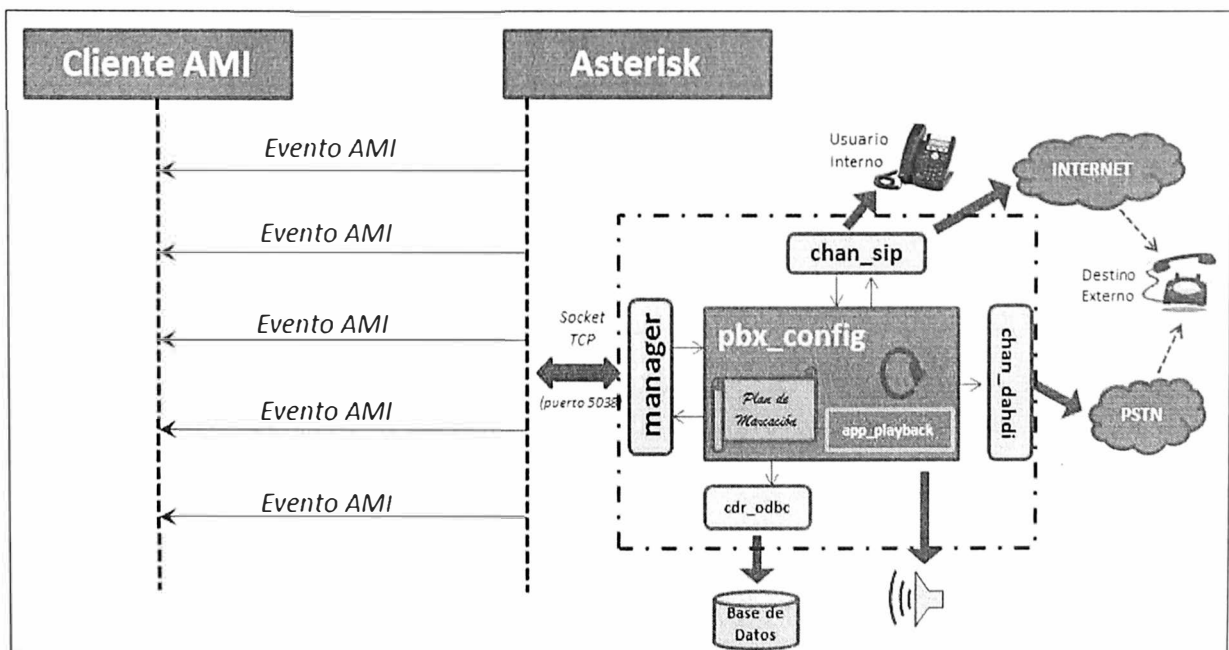 Cliente AMI
Asterisk
Evento AMI
Evento AMI
Evento AMI
Evento AMI
Evento AMI
Usuario
Interno
INTERNET
Destino
Externo
PSTN
Socket
TCP
(puerto 5038
manager
chan_sip
pbx_config
Plan de
Marcación
app_playback
chan_dahdi
cdr_odbc
Base de
Datos